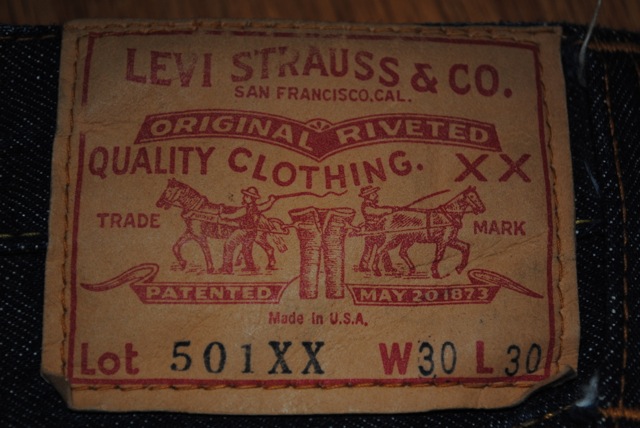 LEVI STRAUSS & CO.
SAN FRANCISCO, CAL.
ORIGINAL RIVETED
QUALITY CLOTHING. XX
TRADE MARK
PATENTED MAY 20 1873
Made in U.S.A.
Lot 501XX W30 L30